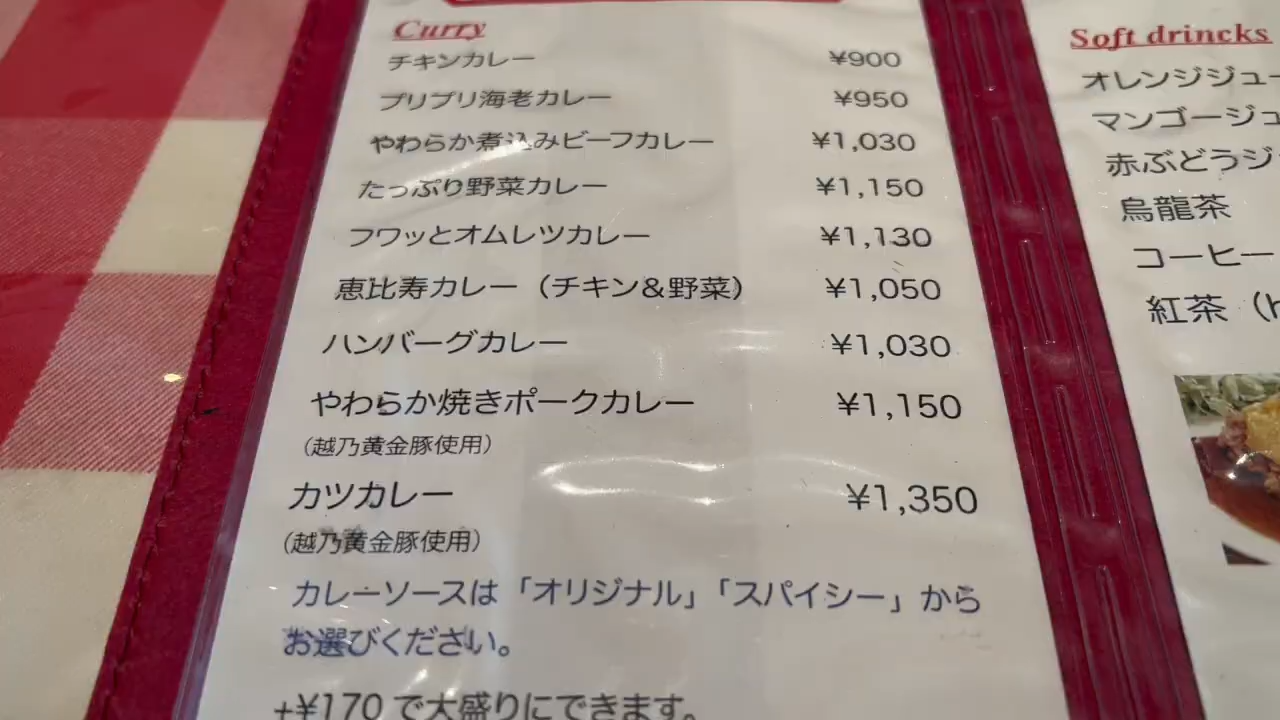 Curry
チキンカレー ¥900
プリプリ海老カレー ¥950
やわらか煮込みビーフカレー ¥1,030
たっぷり野菜カレー ¥1,150
フワッとオムレツカレー ¥1,130
恵比寿カレー（チキン＆野菜） ¥1,050
ハンバーグカレー ¥1,030
やわらか焼きポークカレー ¥1,150
（越乃黄金豚使用）
カツカレー ¥1,350
（越乃黄金豚使用）
カレーソースは「オリジナル」「スパイシー」から
お選びください。
+¥170で大盛りにできます。
Soft drincks
オレンジジュー
マンゴージュ
赤ぶどうジ
烏龍茶
コーヒー
紅茶（h